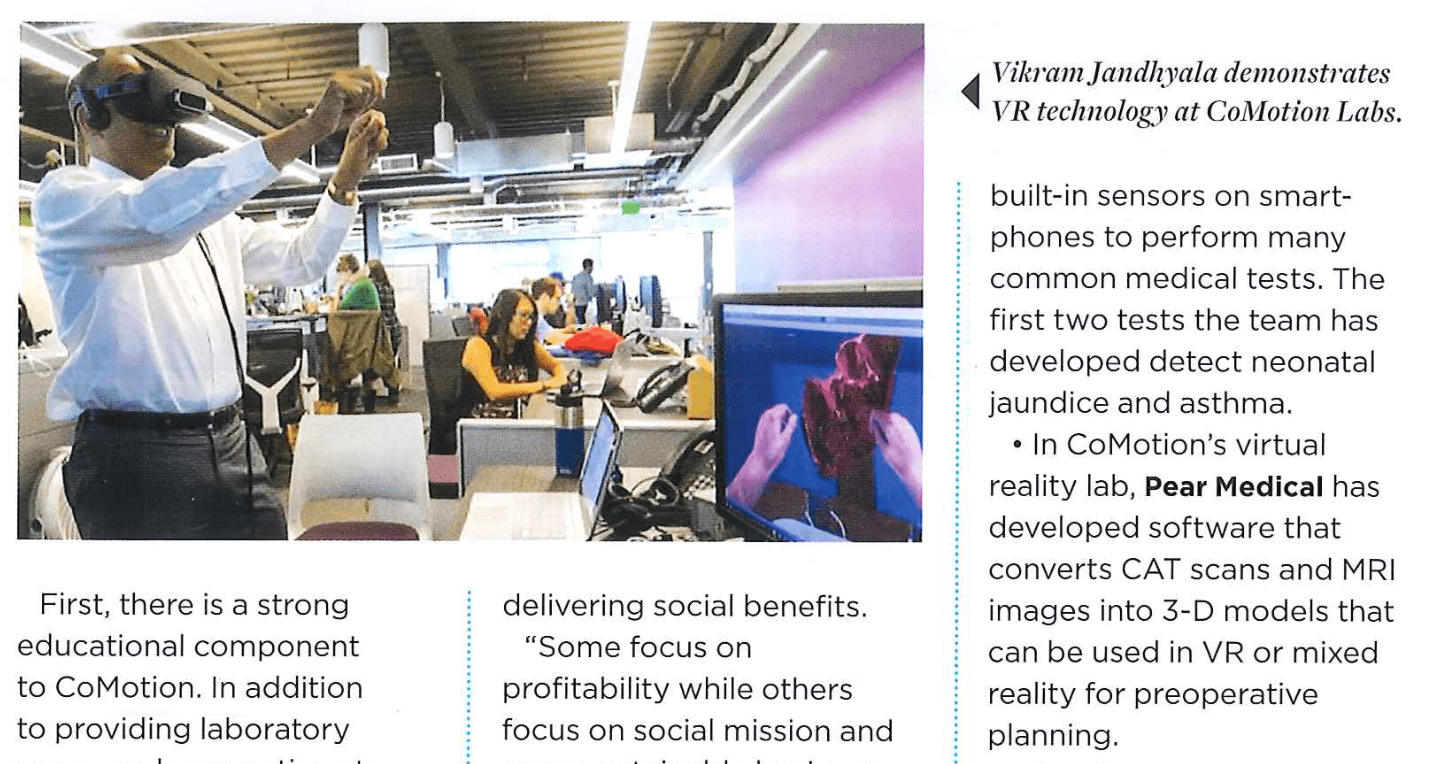 Vikram Jandhyala demonstrates
VR technology at CoMotion Labs.
First, there is a strong
educational component
to CoMotion. In addition
to providing laboratory
delivering social benefits.
“Some focus on
profitability while others
focus on social mission and
built-in sensors on smart-
phones to perform many
common medical tests. The
first two tests the team has
developed detect neonatal
jaundice and asthma.
• In CoMotion’s virtual
reality lab, Pear Medical has
developed software that
converts CAT scans and MRI
images into 3-D models that
can be used in VR or mixed
reality for preoperative
planning.